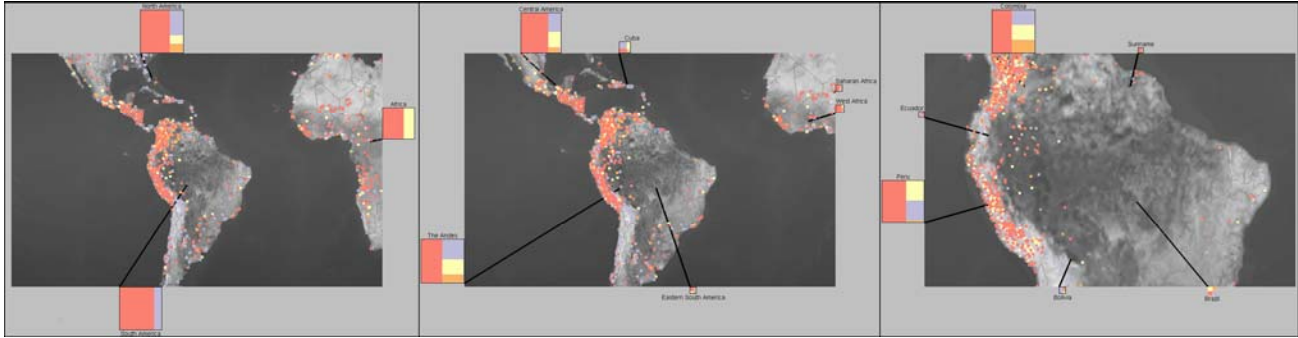 North America
Africa
South America
Central America
Cuba
Saharan Africa
West Africa
The Andes
Eastern South America
Colombia
Suriname
Ecuador
Peru
Bolivia
Brazil